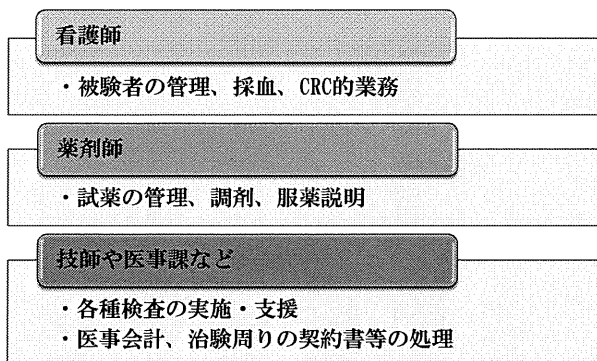 看護師
・被験者の管理、採血、CRC的業務
薬剤師
・試薬の管理、調剤、服薬説明
技師や医事課など
・各種検査の実施・支援
・医事会計、治験周りの契約書等の処理